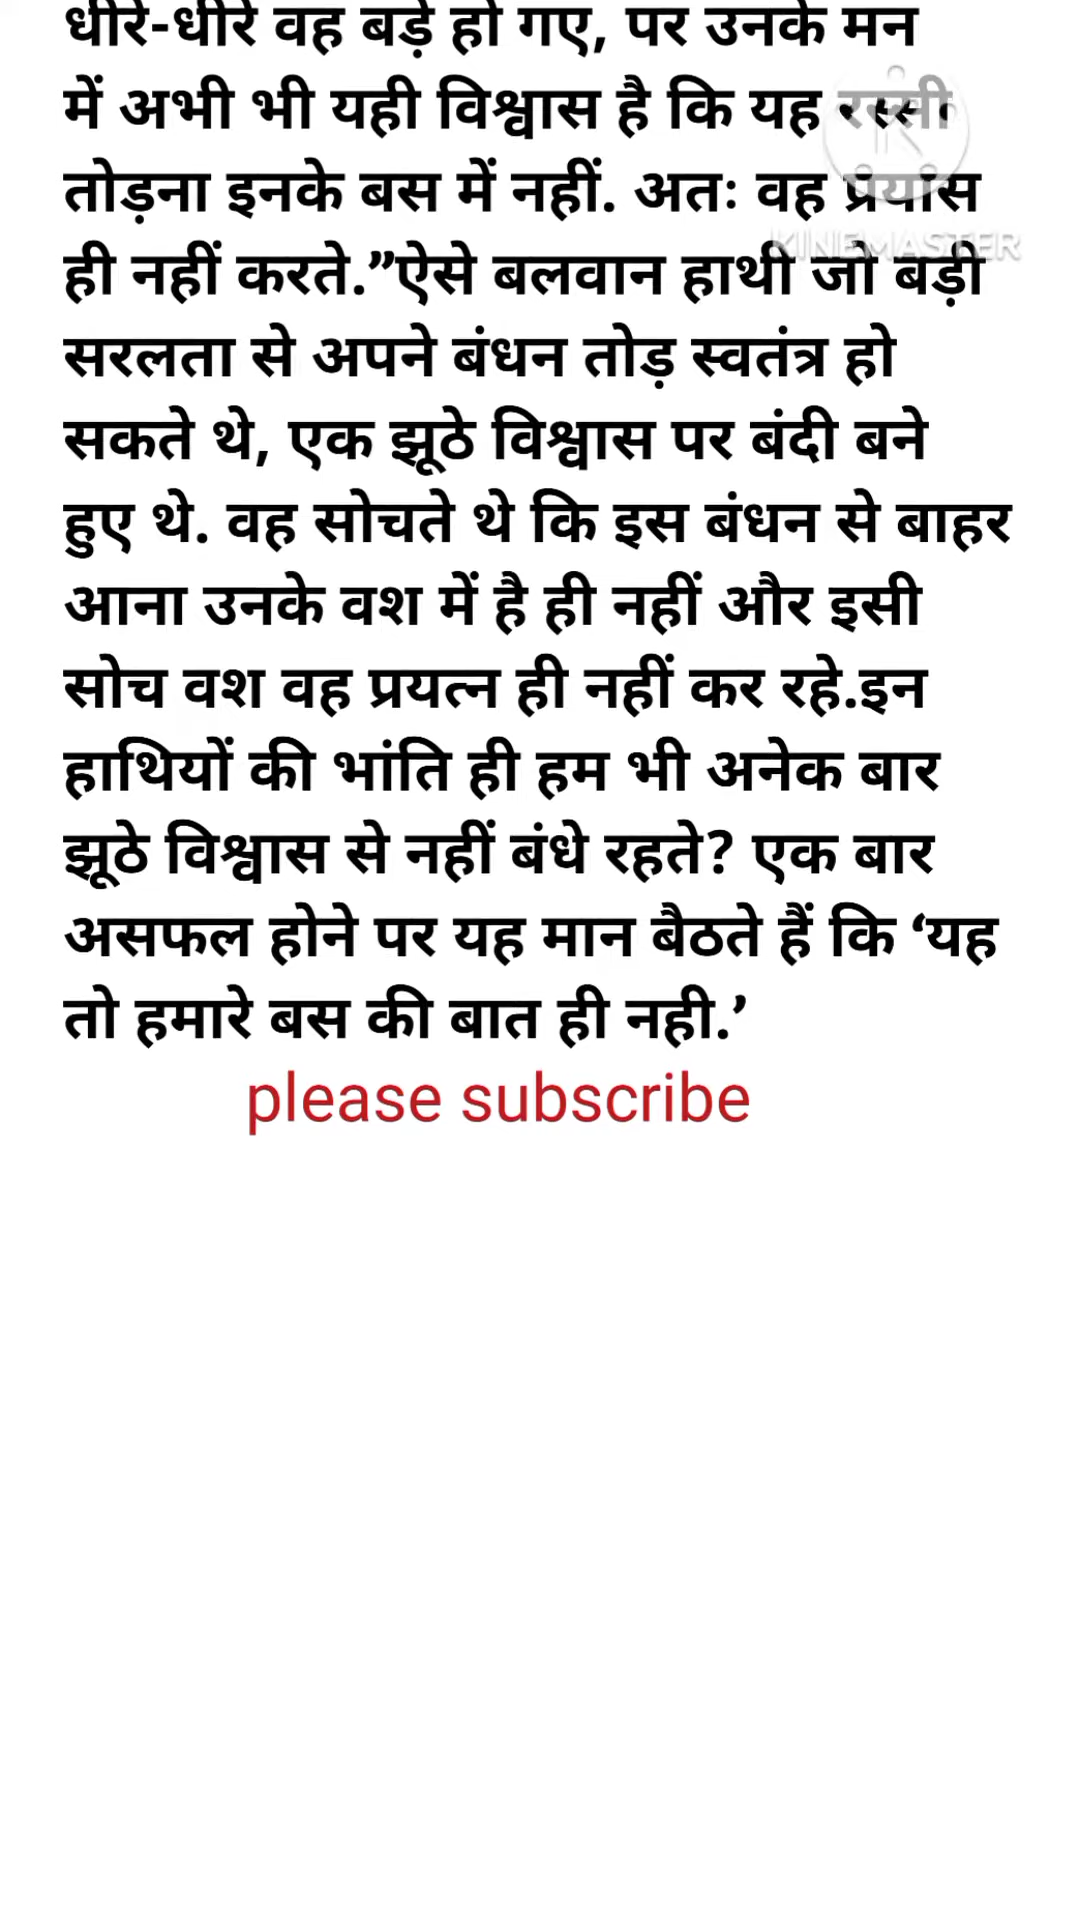 धीरे-धीरे वह बड़े हो गए, पर उनके मन
में अभी भी यही विश्वास है कि यह रस्सी
तोड़ना इनके बस में नहीं. अतः वह प्रयास
KINEMASTER
ही नहीं करते.”ऐसे बलवान हाथी जो बड़ी
सरलता से अपने बंधन तोड़ स्वतंत्र हो
सकते थे, एक झूठे विश्वास पर बंदी बने
हुए थे. वह सोचते थे कि इस बंधन से बाहर
आना उनके वश में है ही नहीं और इसी
सोच वश वह प्रयत्न ही नहीं कर रहे.इन
हाथियों की भांति ही हम भी अनेक बार
झूठे विश्वास से नहीं बंधे रहते? एक बार
असफल होने पर यह मान बैठते हैं कि ‘यह
तो हमारे बस की बात ही नही.’
please subscribe